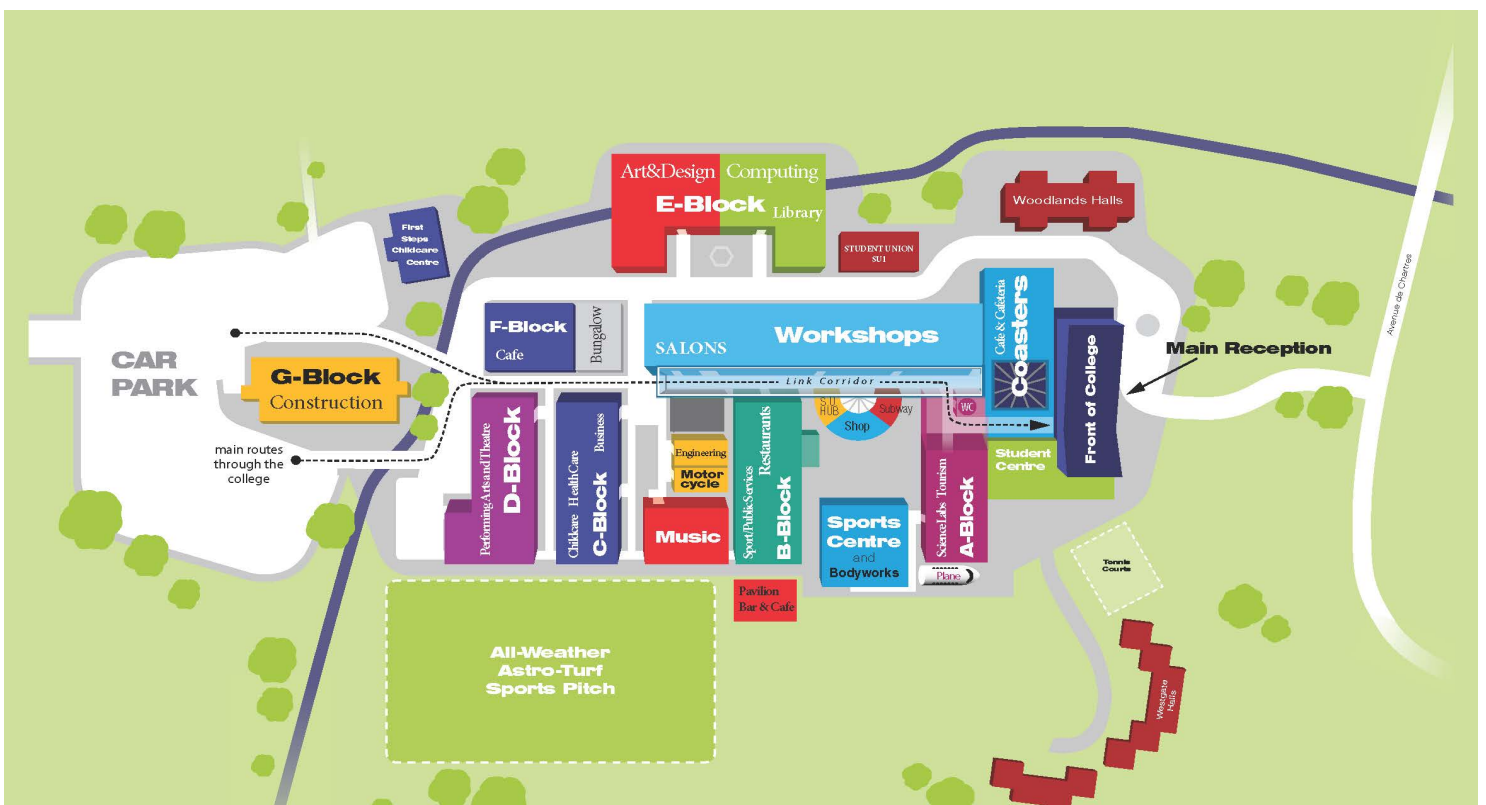 Art&Design
Computing
E-Block
Library
Woodlands Halls
First
Steps
Childcare
Centre
STUDENT UNION
SU1
Avenue de Chartres
F-Block
Cafe
Bungalow
SALONS
Workshops
Cafe & Cafeteria
Coasters
Front of College
Main Reception
CAR
PARK
G-Block
Construction
Link Corridor
S U
HUB
Subway
Shop
WC
main routes
through the
college
Performing Arts and Theatre
D-Block
Childcare Health Care Business
C-Block
Engineering
Motor
cycle
Music
Sport/Public Services
Restaurants
B-Block
Sports
Centre
and
Bodyworks
Science Labs Tourism
A-Block
Plane
Student
Centre
Tennis
Courts
Pavilion
Bar & Cafe
All-Weather
Astro-Turf
Sports Pitch
Westgate
Halls